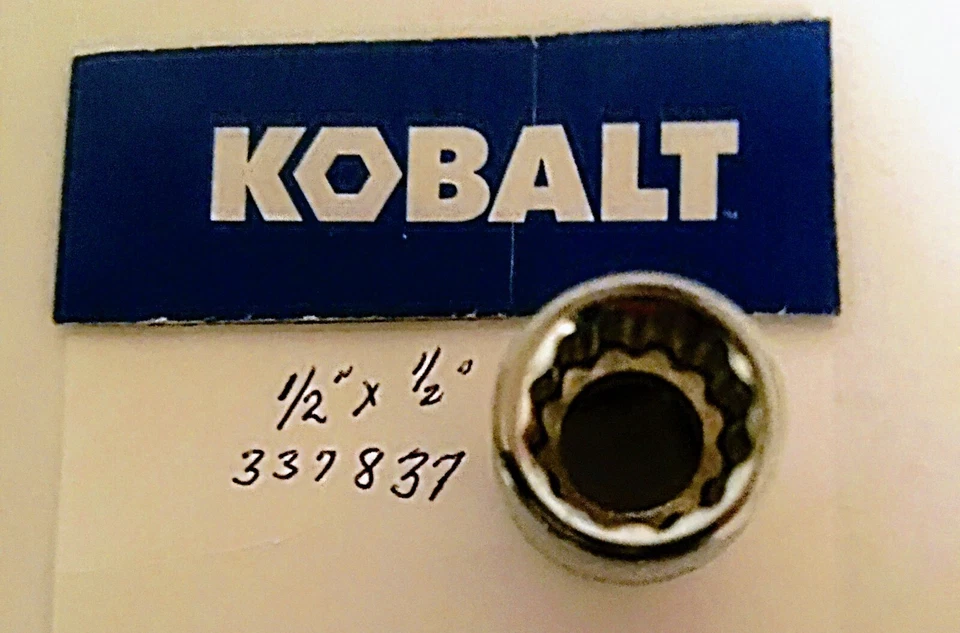 KOBALT
1/2" x 1/2"
337837